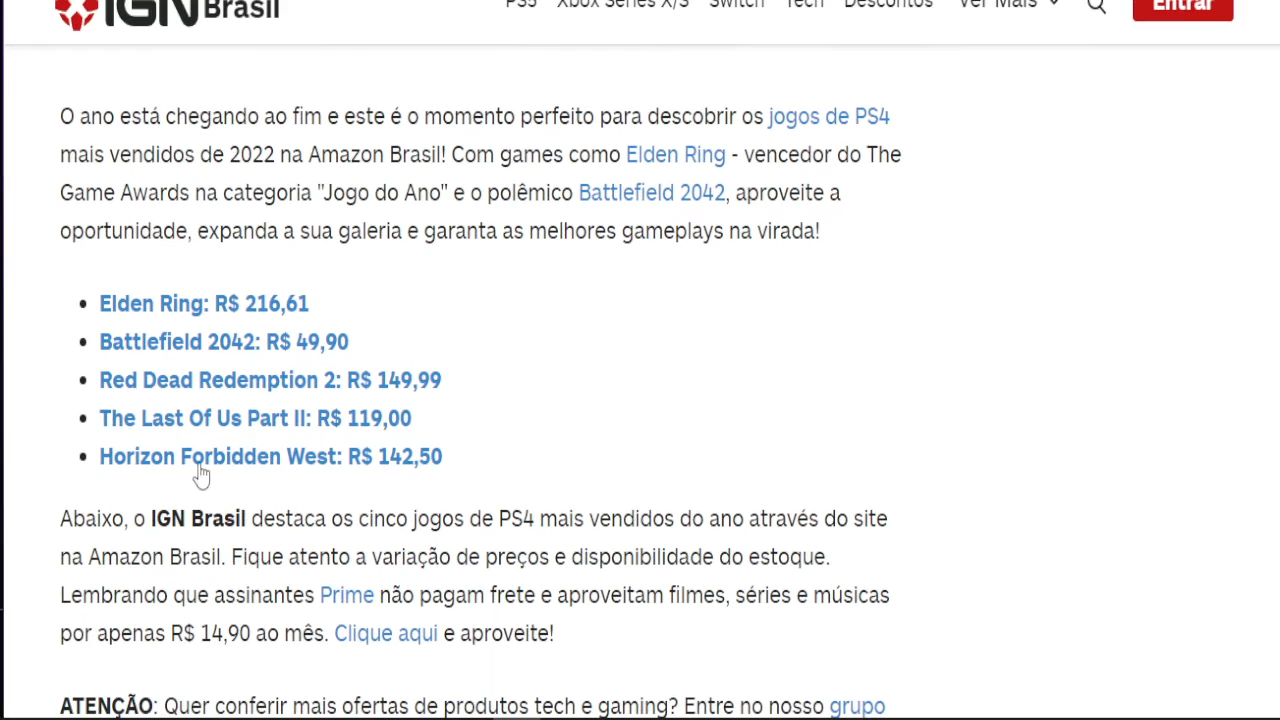 IGN Brasil
PS5 Xbox Series X/S Switch Tech Descontos Ver Mais Entrar
O ano está chegando ao fim e este é o momento perfeito para descobrir os jogos de PS4
mais vendidos de 2022 na Amazon Brasil! Com games como Elden Ring - vencedor do The
Game Awards na categoria "Jogo do Ano" e o polêmico Battlefield 2042, aproveite a
oportunidade, expanda a sua galeria e garanta as melhores gameplays na virada!
• Elden Ring: R$ 216,61
• Battlefield 2042: R$ 49,90
• Red Dead Redemption 2: R$ 149,99
• The Last Of Us Part II: R$ 119,00
• Horizon Forbidden West: R$ 142,50
Abaixo, o IGN Brasil destaca os cinco jogos de PS4 mais vendidos do ano através do site
na Amazon Brasil. Fique atento a variação de preços e disponibilidade do estoque.
Lembrando que assinantes Prime não pagam frete e aproveitam filmes, séries e músicas
por apenas R$ 14,90 ao mês. Clique aqui e aproveite!
ATENÇÃO: Quer conferir mais ofertas de produtos tech e gaming? Entre no nosso grupo